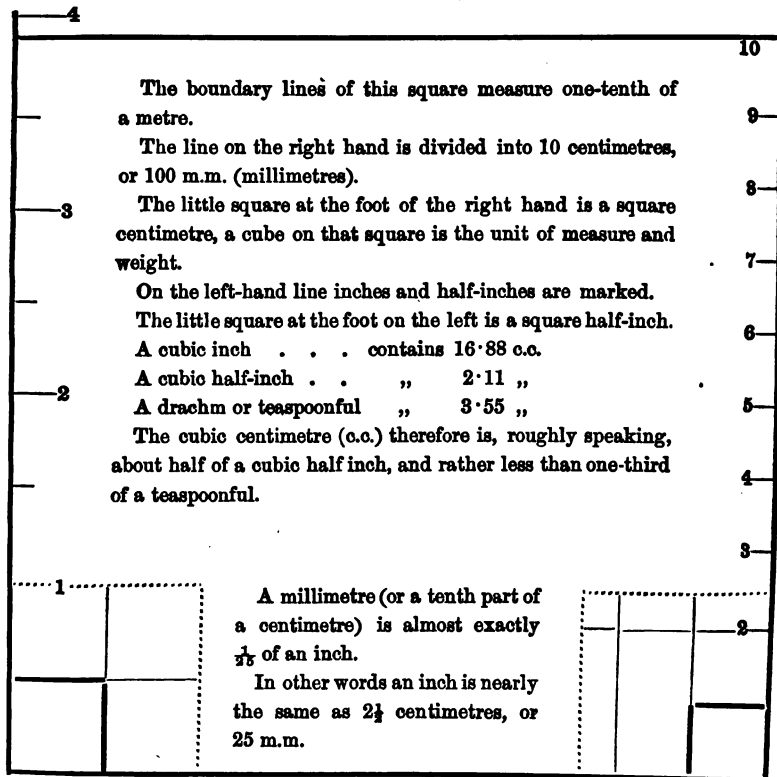 4
10
The boundary lines of this square measure one-tenth of
a metre.
9
The line on the right hand is divided into 10 centimetres,
or 100 m.m. (millimetres).
8
The little square at the foot of the right hand is a square
3
centimetre, a cube on that square is the unit of measure and
weight.
7
On the left-hand line inches and half-inches are marked.
The little square at the foot on the left is a square half-inch.
6
A cubic inch . . . contains 16·88 c.c.
A cubic half-inch . . „ 2·11 „
2
A drachm or teaspoonful „ 3·55 „
5
The cubic centimetre (c.c.) therefore is, roughly speaking,
about half of a cubic half inch, and rather less than one-third
4
of a teaspoonful.
3
1
A millimetre (or a tenth part of
a centimetre) is almost exactly
2
1/25 of an inch.
In other words an inch is nearly
the same as 2½ centimetres, or
25 m.m.